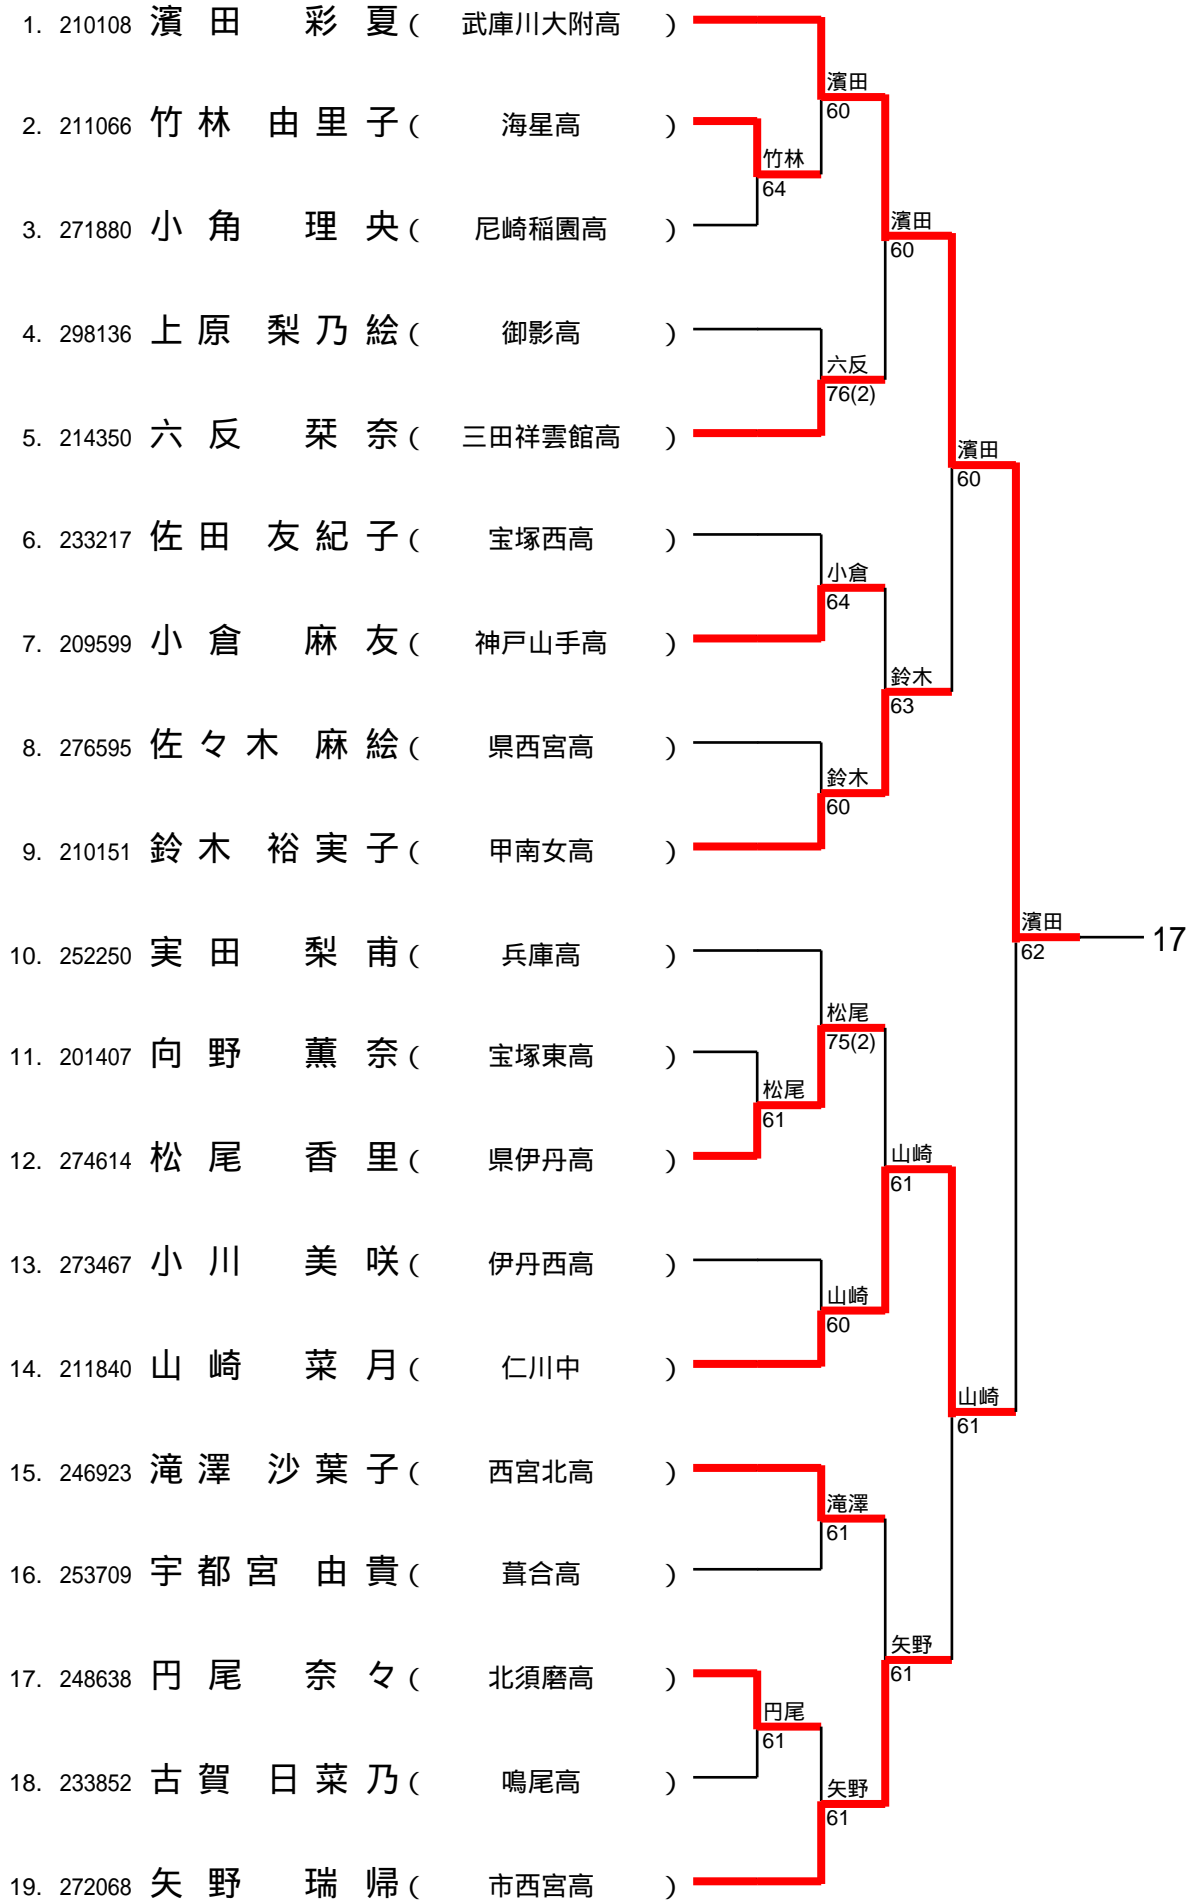 1. 210108 濱田 彩夏 ( 武庫川大附高 )
濱田
60
2. 211066 竹林 由里子 ( 海星高 )
竹林
64
3. 271880 小角 理央 ( 尼崎稲園高 )
濱田
60
4. 298136 上原 梨乃絵 ( 御影高 )
六反
76(2)
5. 214350 六反 栞奈 ( 三田祥雲館高 )
濱田
60
6. 233217 佐田 友紀子 ( 宝塚西高 )
小倉
64
7. 209599 小倉 麻友 ( 神戸山手高 )
鈴木
63
8. 276595 佐々木 麻絵 ( 県西宮高 )
鈴木
60
9. 210151 鈴木 裕実子 ( 甲南女高 )
濱田
62
17
10. 252250 実田 梨甫 ( 兵庫高 )
松尾
75(2)
11. 201407 向野 薫奈 ( 宝塚東高 )
松尾
61
12. 274614 松尾 香里 ( 県伊丹高 )
山崎
61
13. 273467 小川 美咲 ( 伊丹西高 )
山崎
60
14. 211840 山崎 菜月 ( 仁川中 )
山崎
61
15. 246923 滝澤 沙葉子 ( 西宮北高 )
滝澤
61
16. 253709 宇都宮 由貴 ( 葺合高 )
矢野
61
17. 248638 円尾 奈々 ( 北須磨高 )
円尾
61
18. 233852 古賀 日菜乃 ( 鳴尾高 )
矢野
61
19. 272068 矢野 瑞帰 ( 市西宮高 )